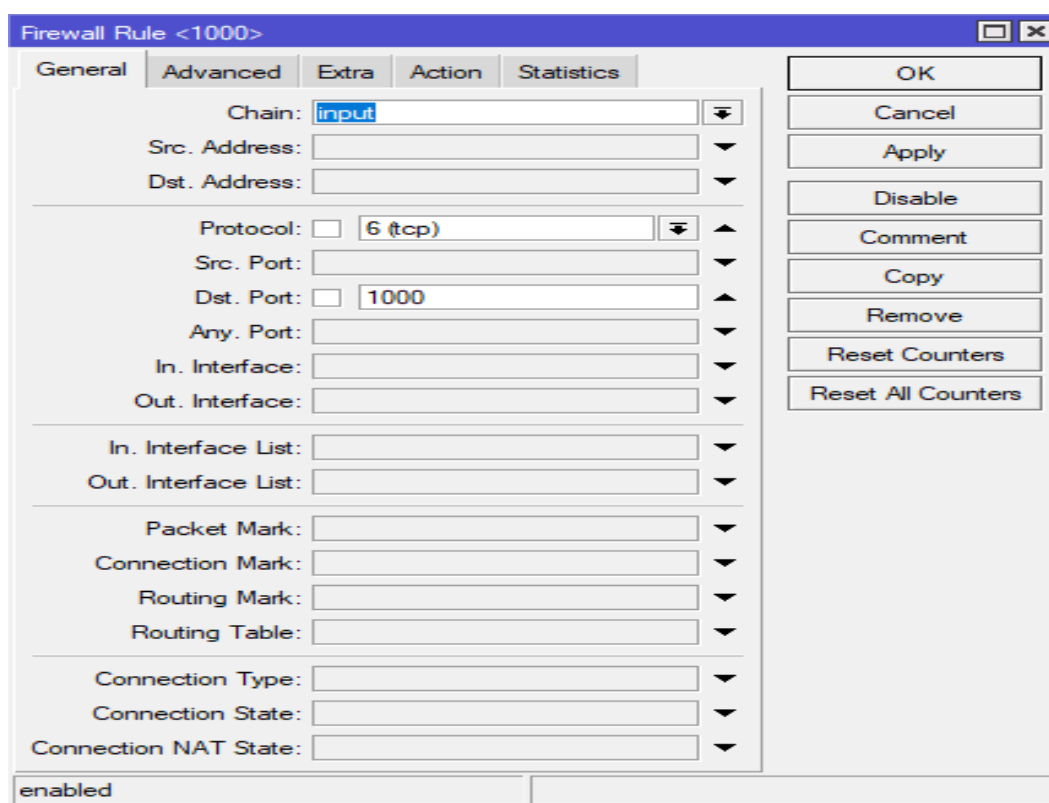 Firewall Rule <1000>
General Advanced Extra Action Statistics
Chain: input
Src. Address:
Dst. Address:
Protocol: 6 (tcp)
Src. Port:
Dst. Port: 1000
Any. Port:
In. Interface:
Out. Interface:
In. Interface List:
Out. Interface List:
Packet Mark:
Connection Mark:
Routing Mark:
Routing Table:
Connection Type:
Connection State:
Connection NAT State:
OK
Cancel
Apply
Disable
Comment
Copy
Remove
Reset Counters
Reset All Counters
enabled